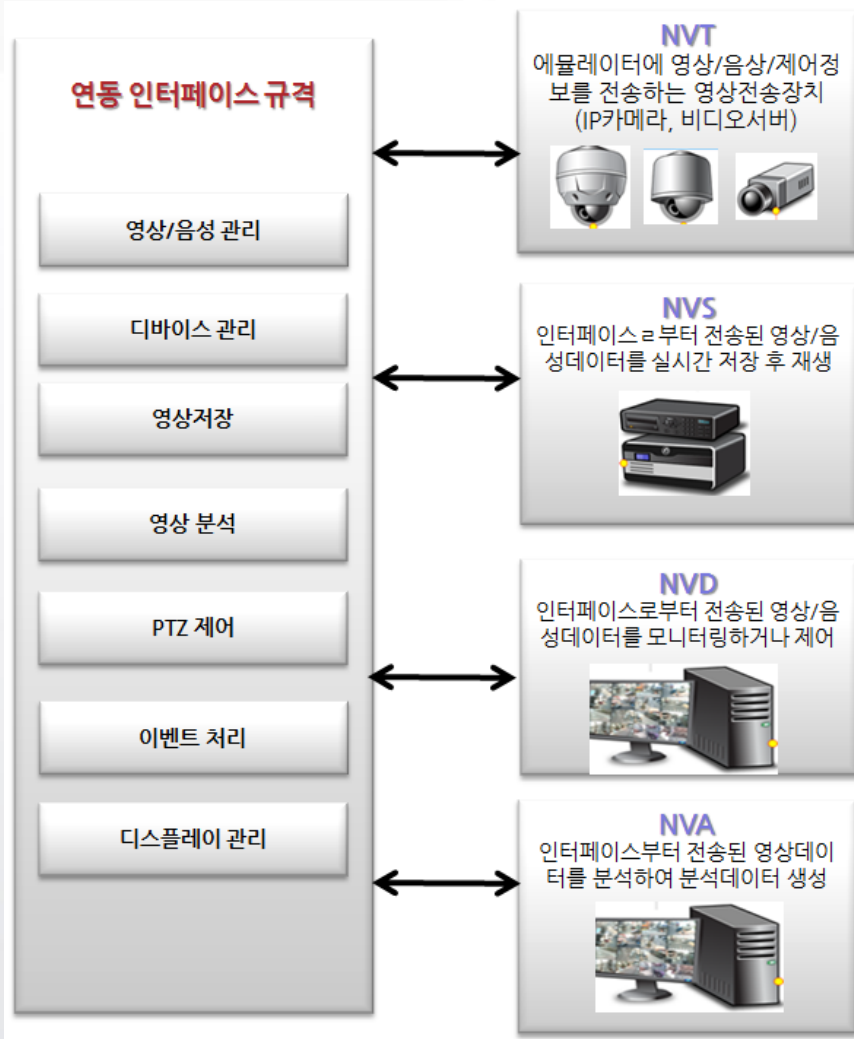 연동 인터페이스 규격
영상/음성 관리
디바이스 관리
영상저장
영상 분석
PTZ 제어
이벤트 처리
디스플레이 관리
NVT
에뮬레이터에 영상/음상/제어정
보를 전송하는 영상전송장치
(IP카메라, 비디오서버)
NVS
인터페이스ㄹ부터 전송된 영상/음
성데이터를 실시간 저장 후 재생
NVD
인터페이스로부터 전송된 영상/음
성데이터를 모니터링하거나 제어
NVA
인터페이스부터 전송된 영상데이
터를 분석하여 분석데이터 생성